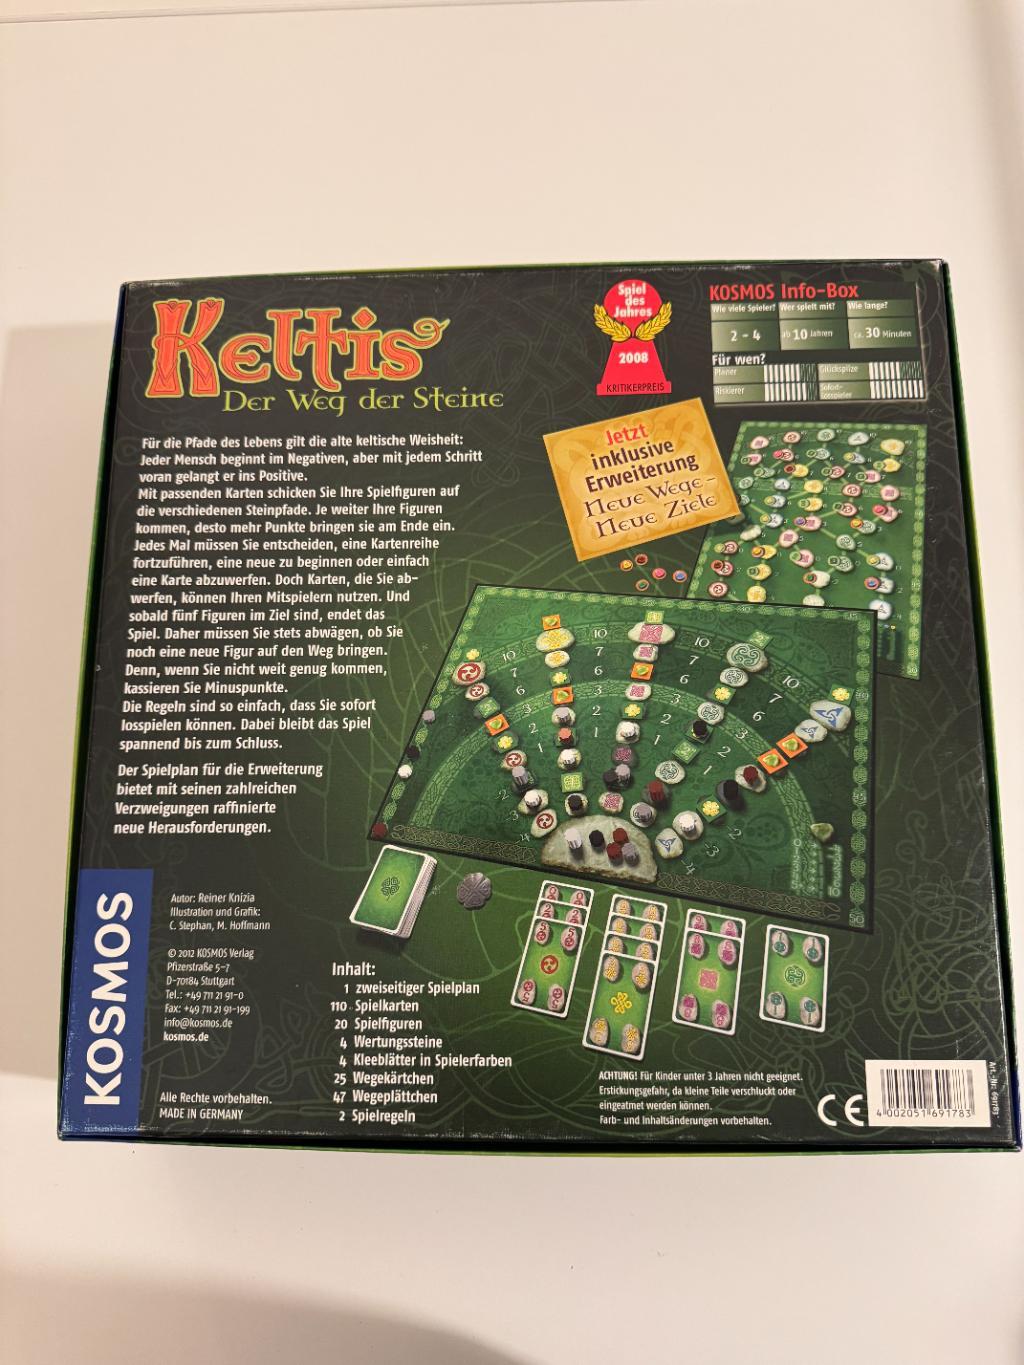 Keltis
Der Weg der Steine
Spiel
des
Jahres
2008
KRITIKERPREIS
KOSMOS Info-Box
Wie viele Spieler? Wer spielt mit? Wie lange?
2 - 4 ab 10 Jahren ca. 30 Minuten
Für wen?
Planer Glückspilze
Riskierer Sofort-
losspieler
Jetzt
inklusive
Erweiterung
Neue Wege -
Neue Ziele
Für die Pfade des Lebens gilt die alte keltische Weisheit:
Jeder Mensch beginnt im Negativen, aber mit jedem Schritt
voran gelangt er ins Positive.
Mit passenden Karten schicken Sie Ihre Spielfiguren auf
die verschiedenen Steinpfade. Je weiter Ihre Figuren
kommen, desto mehr Punkte bringen sie am Ende ein.
Jedes Mal müssen Sie entscheiden, eine Kartenreihe
fortzuführen, eine neue zu beginnen oder einfach
eine Karte abzuwerfen. Doch Karten, die Sie ab-
werfen, können Ihren Mitspielern nutzen. Und
sobald fünf Figuren im Ziel sind, endet das
Spiel. Daher müssen Sie stets abwägen, ob Sie
noch eine neue Figur auf den Weg bringen.
Denn, wenn Sie nicht weit genug kommen,
kassieren Sie Minuspunkte.
Die Regeln sind so einfach, dass Sie sofort
losspielen können. Dabei bleibt das Spiel
spannend bis zum Schluss.
Der Spielplan für die Erweiterung
bietet mit seinen zahlreichen
Verzweigungen raffinierte
neue Herausforderungen.
KOSMOS
Autor: Reiner Knizia
Illustration und Grafik:
C. Stephan, M. Hoffmann
© 2012 KOSMOS Verlag
Pfizerstraße 5-7
D-70184 Stuttgart
Tel.: +49 711 21 91-0
Fax: +49 711 21 91-199
info@kosmos.de
kosmos.de
Alle Rechte vorbehalten.
MADE IN GERMANY
Inhalt:
1 zweiseitiger Spielplan
110 Spielkarten
20 Spielfiguren
4 Wertungssteine
4 Kleeblätter in Spielerfarben
25 Wegekärtchen
47 Wegeplättchen
2 Spielregeln
ACHTUNG! Für Kinder unter 3 Jahren nicht geeignet.
Erstickungsgefahr, da kleine Teile verschluckt oder
eingeatmet werden können.
Farb- und Inhaltsänderungen vorbehalten.
CE
4 002051 691783
Art.-Nr. 691783